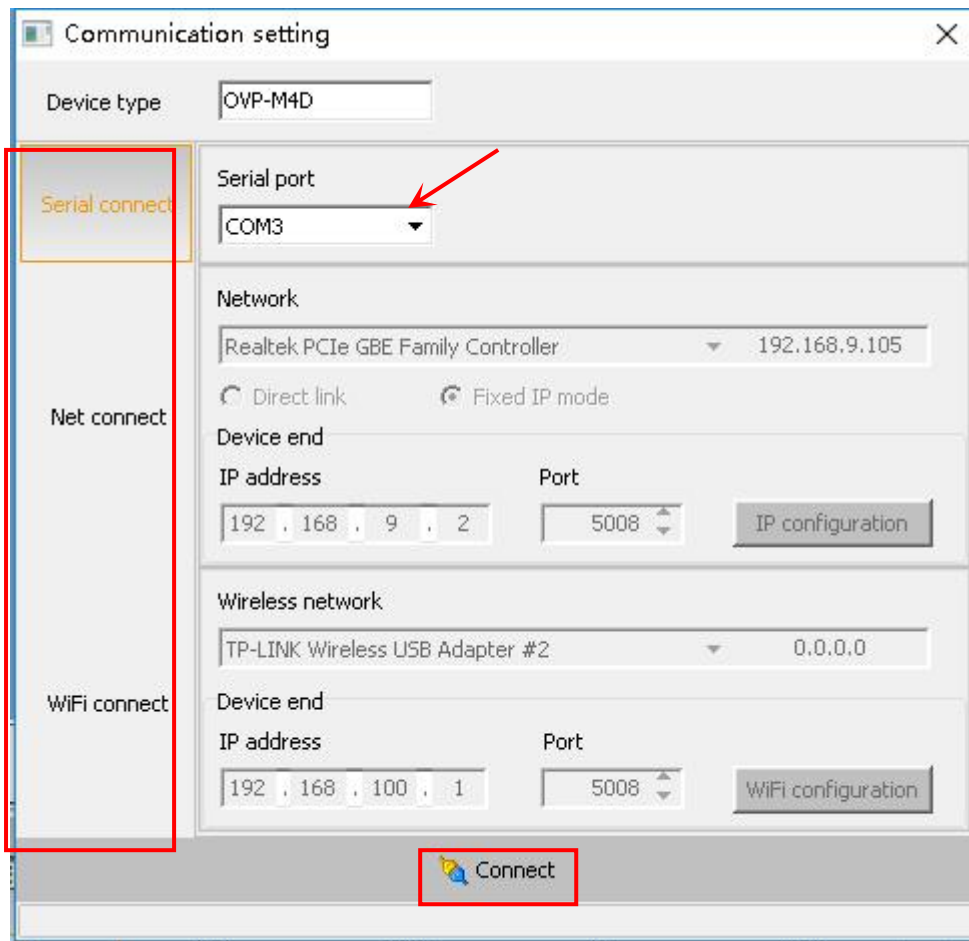 Communication setting
Device type OVP-M4D
Serial connect
Serial port
COM3
Net connect
Network
Realtek PCIe GBE Family Controller 192.168.9.105
Direct link Fixed IP mode
Device end
IP address Port
192 . 168 . 9 . 2 5008 IP configuration
WiFi connect
Wireless network
TP-LINK Wireless USB Adapter #2 0.0.0.0
Device end
IP address Port
192 . 168 . 100 . 1 5008 WiFi configuration
Connect